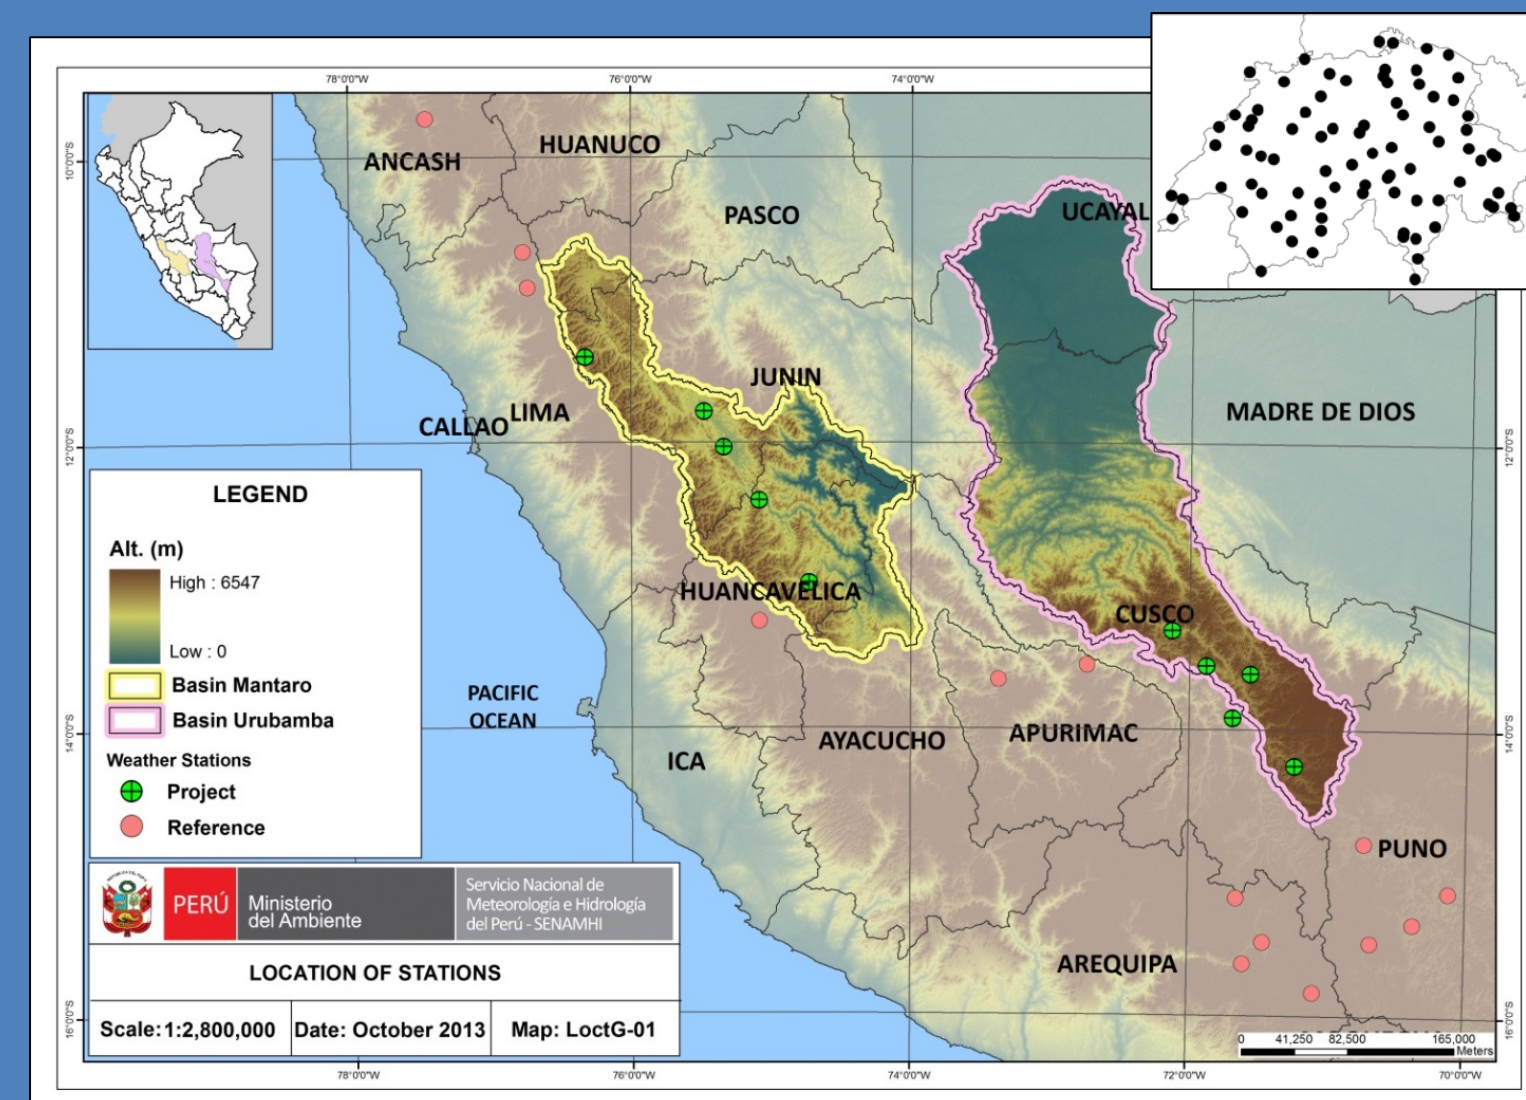 78°0'0"W
76°0'0"W
74°0'0"W
10°0'0"S
12°0'0"S
14°0'0"S
16°0'0"S
ANCASH
HUANUCO
PASCO
UCAYAL
JUNIN
LIMA
CALLAO
MADRE DE DIOS
HUANCAVELICA
CUSCO
PACIFIC
OCEAN
ICA
AYACUCHO
APURIMAC
PUNO
AREQUIPA
LEGEND
Alt. (m)
High : 6547
Low : 0
Basin Mantaro
Basin Urubamba
Weather Stations
Project
Reference
PERÚ
Ministerio
del Ambiente
Servicio Nacional de
Meteorología e Hidrología
del Perú - SENAMHI
LOCATION OF STATIONS
Scale: 1:2,800,000
Date: October 2013
Map: LoctG-01
12°0'0"S
14°0'0"S
16°0'0"S
0 41,250 82,500 165,000
Meters
78°0'0"W
76°0'0"W
74°0'0"W
72°0'0"W
70°0'0"W